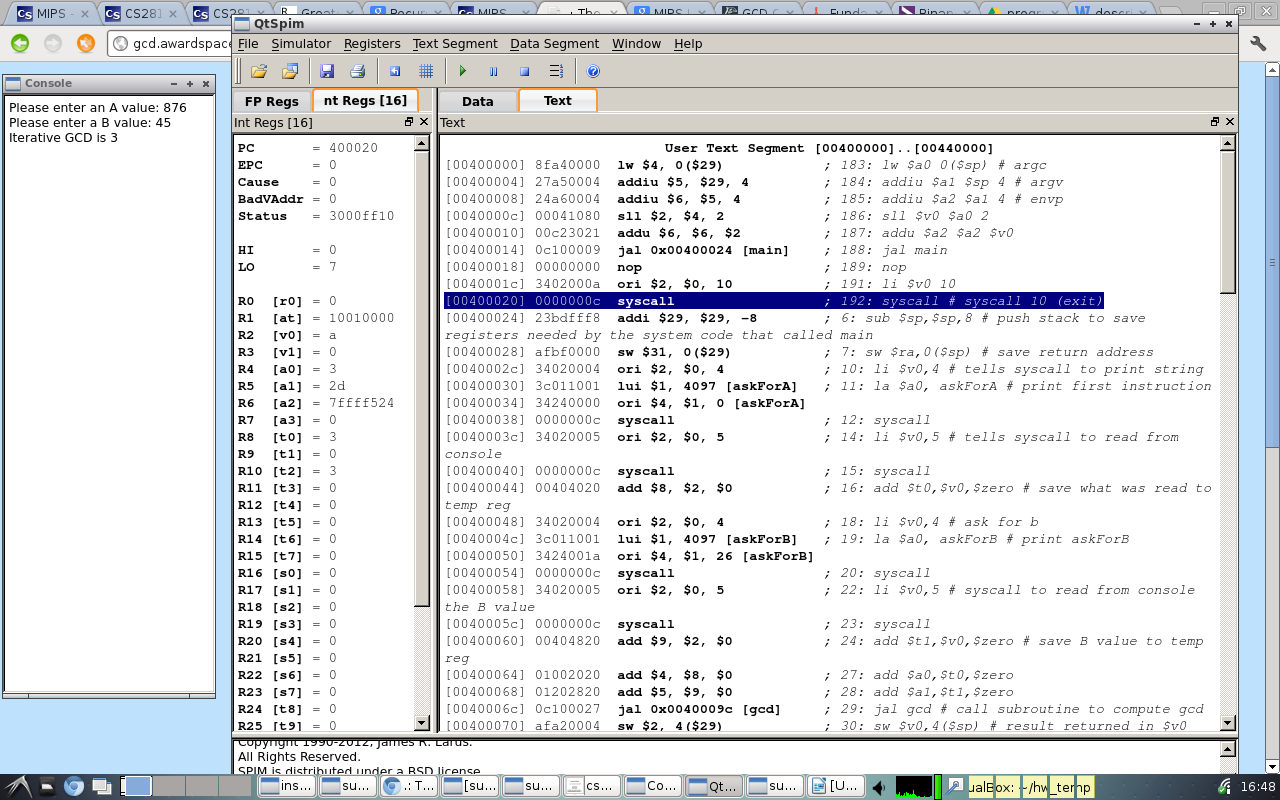 MIPS
CS281
CS281
Great
Focus
MIPS
: The
MIPS I
GCD C
Funda
Binar
progr
descri
gcd.awardspace
QtSpim
File Simulator Registers Text Segment Data Segment Window Help
Console
Please enter an A value: 876
Please enter a B value: 45
Iterative GCD is 3
FP Regs
nt Regs [16]
Int Regs [16]
PC = 400020
EPC = 0
Cause = 0
BadVAddr = 0
Status = 3000ff10
HI = 0
LO = 7
R0 [r0] = 0
R1 [at] = 10010000
R2 [v0] = a
R3 [v1] = 0
R4 [a0] = 3
R5 [a1] = 2d
R6 [a2] = 7ffff524
R7 [a3] = 0
R8 [t0] = 3
R9 [t1] = 0
R10 [t2] = 3
R11 [t3] = 0
R12 [t4] = 0
R13 [t5] = 0
R14 [t6] = 0
R15 [t7] = 0
R16 [s0] = 0
R17 [s1] = 0
R18 [s2] = 0
R19 [s3] = 0
R20 [s4] = 0
R21 [s5] = 0
R22 [s6] = 0
R23 [s7] = 0
R24 [t8] = 0
R25 [t9] = 0
Data
Text
Text
User Text Segment [00400000]..[00440000]
[00400000] 8fa40000 lw $4, 0($29) ; 183: lw $a0 0($sp) # argc
[00400004] 27a50004 addiu $5, $29, 4 ; 184: addiu $a1 $sp 4 # argv
[00400008] 24a60004 addiu $6, $5, 4 ; 185: addiu $a2 $a1 4 # envp
[0040000c] 00041080 sll $2, $4, 2 ; 186: sll $v0 $a0 2
[00400010] 00c23021 addu $6, $6, $2 ; 187: addu $a2 $a2 $v0
[00400014] 0c100009 jal 0x00400024 [main] ; 188: jal main
[00400018] 00000000 nop ; 189: nop
[0040001c] 3402000a ori $2, $0, 10 ; 191: li $v0 10
[00400020] 0000000c syscall ; 192: syscall # syscall 10 (exit)
[00400024] 23bdfff8 addi $29, $29, -8 ; 6: sub $sp,$sp,8 # push stack to save
registers needed by the system code that called main
[00400028] afbf0000 sw $31, 0($29) ; 7: sw $ra,0($sp) # save return address
[0040002c] 34020004 ori $2, $0, 4 ; 10: li $v0,4 # tells syscall to print string
[00400030] 3c011001 lui $1, 4097 [askForA] ; 11: la $a0, askForA # print first instruction
[00400034] 34240000 ori $4, $1, 0 [askForA]
[00400038] 0000000c syscall ; 12: syscall
[0040003c] 34020005 ori $2, $0, 5 ; 14: li $v0,5 # tells syscall to read from
console
[00400040] 0000000c syscall ; 15: syscall
[00400044] 00404020 add $8, $2, $0 ; 16: add $t0,$v0,$zero # save what was read to
temp reg
[00400048] 34020004 ori $2, $0, 4 ; 18: li $v0,4 # ask for b
[0040004c] 3c011001 lui $1, 4097 [askForB] ; 19: la $a0, askForB # print askForB
[00400050] 3424001a ori $4, $1, 26 [askForB]
[00400054] 0000000c syscall ; 20: syscall
[00400058] 34020005 ori $2, $0, 5 ; 22: li $v0,5 # syscall to read from console
the B value
[0040005c] 0000000c syscall ; 23: syscall
[00400060] 00404820 add $9, $2, $0 ; 24: add $t1,$v0,$zero # save B value to temp
reg
[00400064] 01002020 add $4, $8, $0 ; 27: add $a0,$t0,$zero
[00400068] 01202820 add $5, $9, $0 ; 28: add $a1,$t1,$zero
[0040006c] 0c100027 jal 0x0040009c [gcd] ; 29: jal gcd # call subroutine to compute gcd
[00400070] afa20004 sw $2, 4($29) ; 30: sw $v0,4($sp) # result returned in $v0
Copyright 1990-2012, James R. Larus.
All Rights Reserved.
SPIM is distributed under a BSD license.
ins...
su...
: T...
[su...
su...
cs...
Co...
Qt...
su...
[U...
ualBox: ~/hw_temp
16:48